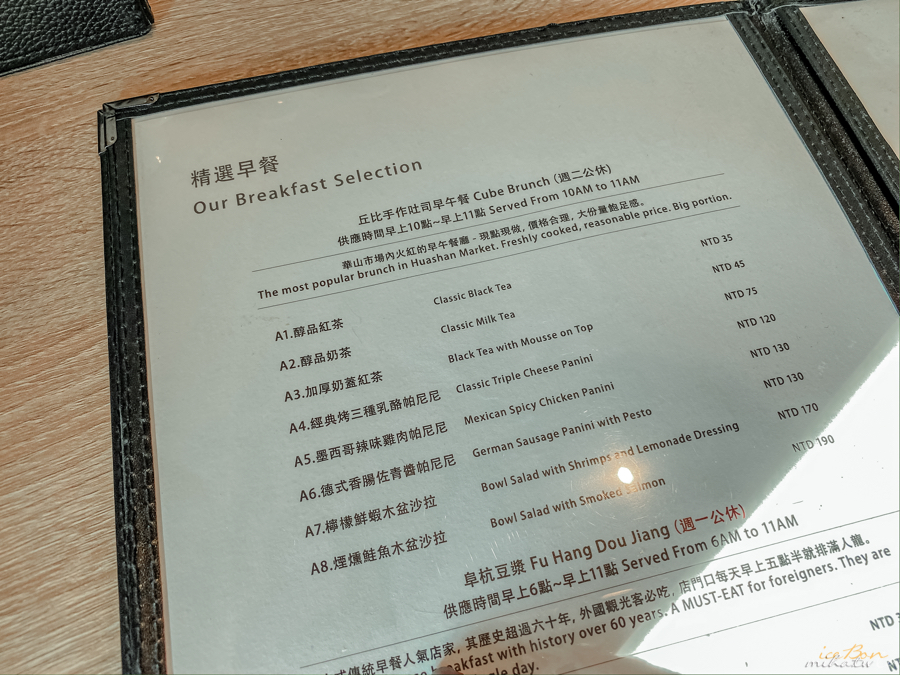 精選早餐
Our Breakfast Selection
丘比手作吐司早午餐 Cube Brunch (週二公休)
供應時間早上10點~早上11點 Served From 10AM to 11AM
華山市場內火紅的早午餐廳，現點現做, 價格合理, 大份量飽足感。
The most popular brunch in Huashan Market. Freshly cooked, reasonable price. Big portion.
A1.醇品紅茶 Classic Black Tea NTD 35
A2.醇品奶茶 Classic Milk Tea NTD 45
A3.加厚奶蓋紅茶 Black Tea with Mousse on Top NTD 75
A4.經典烤三種乳酪帕尼尼 Classic Triple Cheese Panini NTD 120
A5.墨西哥辣味雞肉帕尼尼 Mexican Spicy Chicken Panini NTD 130
A6.德式香腸佐青醬帕尼尼 German Sausage Panini with Pesto NTD 130
A7.檸檬鮮蝦木盆沙拉 Bowl Salad with Shrimps and Lemonade Dressing NTD 170
A8.煙燻鮭魚木盆沙拉 Bowl Salad with Smoked Salmon NTD 190
阜杭豆漿 Fu Hang Dou Jiang (週一公休)
供應時間早上6點~早上11點 Served From 6AM to 11AM
式傳統早餐人氣店家, 其歷史超過六十年, 外國觀光客必吃, 店門口每天早上五點半就排滿人龍。
breakfast with history over 60 years. A MUST-EAT for foreigners. They are
day.
NTD
mihatw